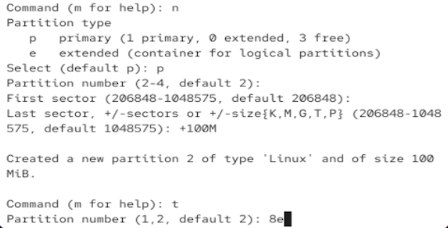 Command (m for help): n
Partition type
   p   primary (1 primary, 0 extended, 3 free)
   e   extended (container for logical partitions)
Select (default p): p
Partition number (2-4, default 2):
First sector (206848-1048575, default 206848):
Last sector, +/-sectors or +/-size{K,M,G,T,P} (206848-1048
575, default 1048575): +100M

Created a new partition 2 of type 'Linux' and of size 100
MiB.

Command (m for help): t
Partition number (1,2, default 2): 8e